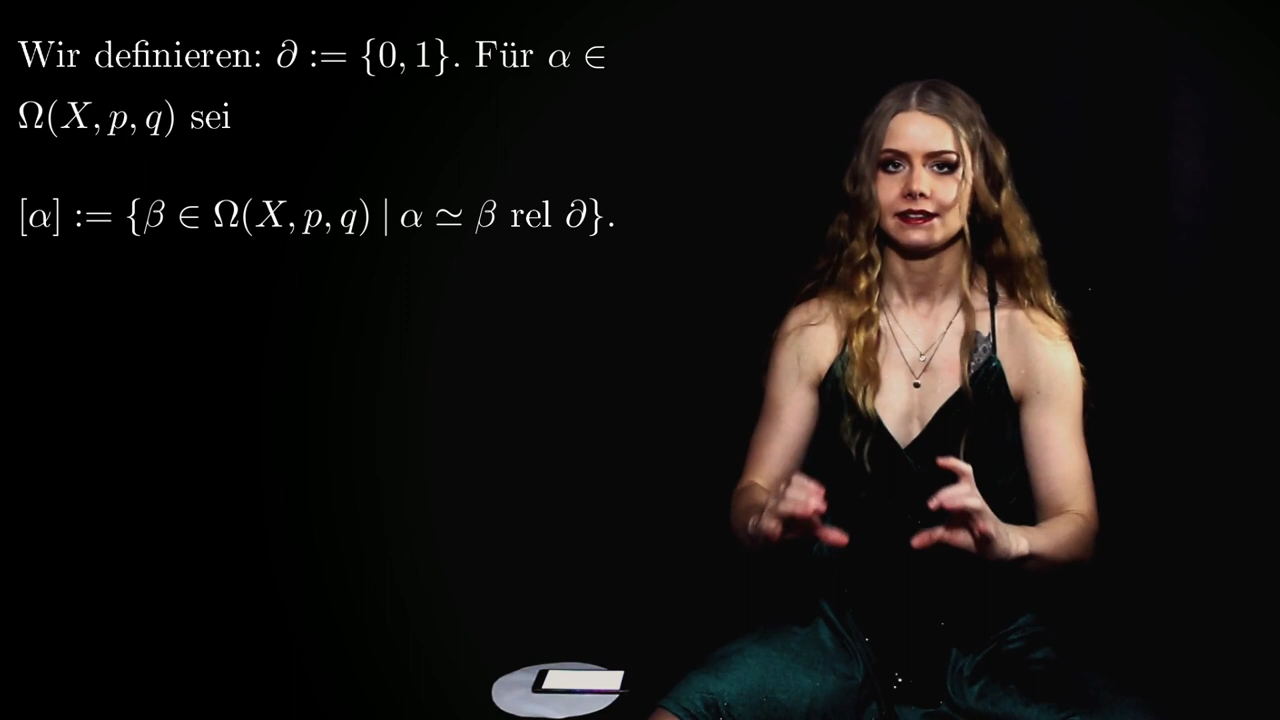 Wir definieren: ∂ := {0, 1}. Für α ∈
Ω(X, p, q) sei
[α] := {β ∈ Ω(X, p, q) | α ≃ β rel ∂}.